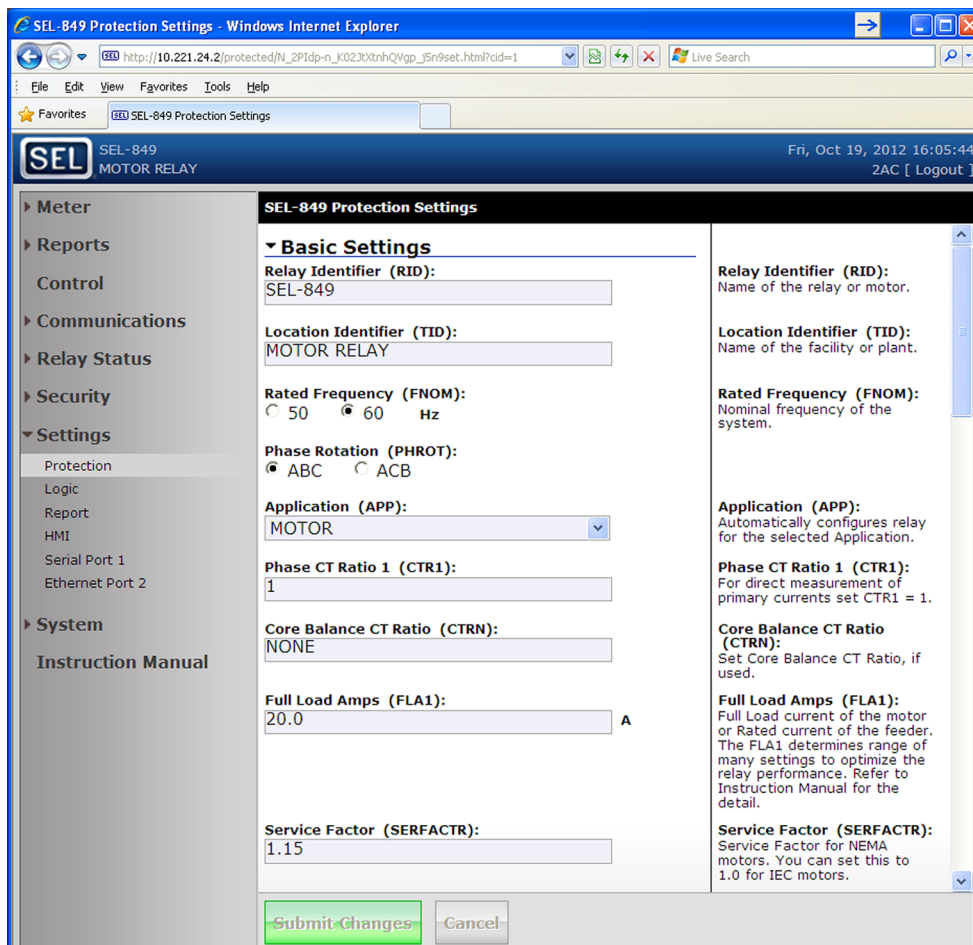 SEL-849 Protection Settings - Windows Internet Explorer
http://10.221.24.2/protected/N_2PIdp-n_K02JtXtnhQVgp_j5n9set.html?cid=1
Live Search
File Edit View Favorites Tools Help
Favorites
SEL SEL-849 Protection Settings
SEL
SEL-849
MOTOR RELAY
Fri, Oct 19, 2012 16:05:44
2AC [ Logout ]
Meter
Reports
Control
Communications
Relay Status
Security
Settings
Protection
Logic
Report
HMI
Serial Port 1
Ethernet Port 2
System
Instruction Manual
SEL-849 Protection Settings
Basic Settings
Relay Identifier (RID):
SEL-849
Location Identifier (TID):
MOTOR RELAY
Rated Frequency (FNOM):
50 60 Hz
Phase Rotation (PHROT):
ABC ACB
Application (APP):
MOTOR
Phase CT Ratio 1 (CTR1):
1
Core Balance CT Ratio (CTRN):
NONE
Full Load Amps (FLA1):
20.0 A
Service Factor (SERFACTR):
1.15
Relay Identifier (RID):
Name of the relay or motor.
Location Identifier (TID):
Name of the facility or plant.
Rated Frequency (FNOM):
Nominal frequency of the
system.
Application (APP):
Automatically configures relay
for the selected Application.
Phase CT Ratio 1 (CTR1):
For direct measurement of
primary currents set CTR1 = 1.
Core Balance CT Ratio
(CTRN):
Set Core Balance CT Ratio, if
used.
Full Load Amps (FLA1):
Full Load current of the motor
or Rated current of the feeder.
The FLA1 determines range of
many settings to optimize the
relay performance. Refer to
Instruction Manual for the
detail.
Service Factor (SERFACTR):
Service Factor for NEMA
motors. You can set this to
1.0 for IEC motors.
Submit Changes
Cancel